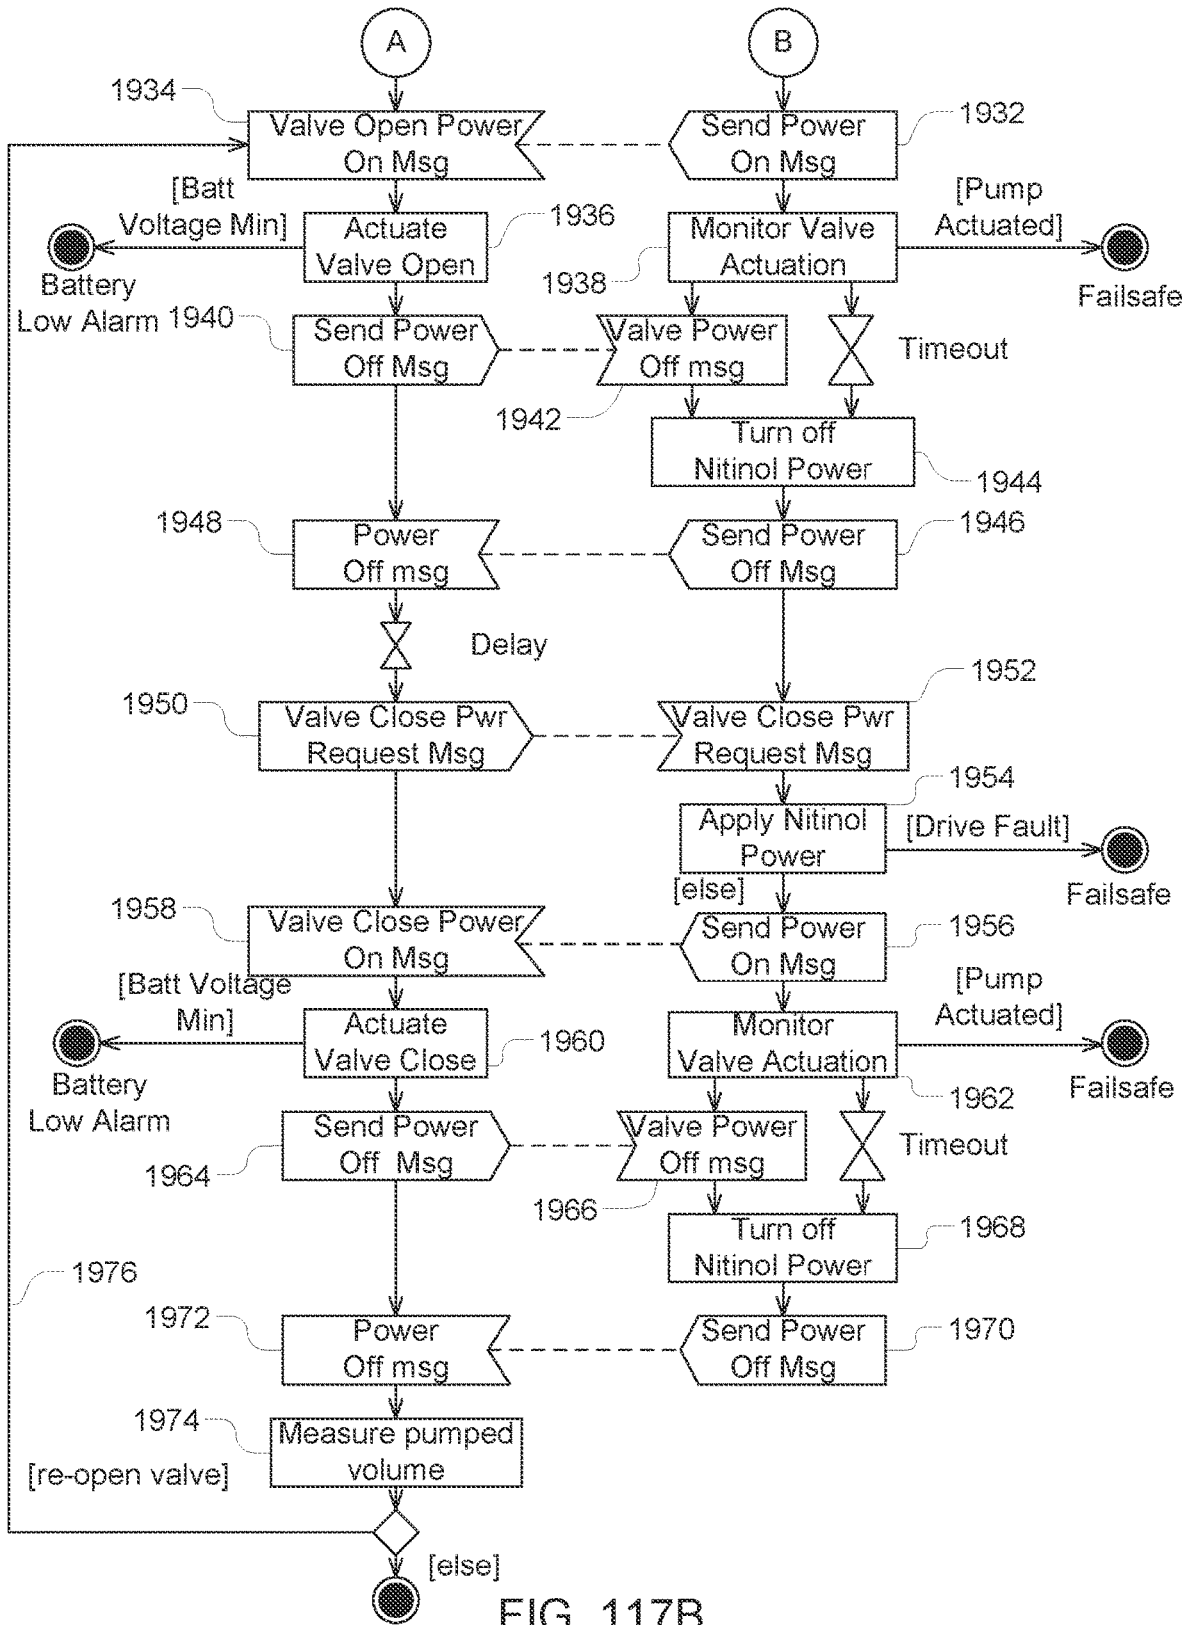 A
B
1934
Valve Open Power
On Msg
Send Power
On Msg
1932
[Batt
Voltage Min]
Actuate
Valve Open
1936
Monitor Valve
Actuation
1938
[Pump
Actuated]
Battery
Low Alarm
Failsafe
1940
Send Power
Off Msg
Valve Power
Off msg
1942
Timeout
Turn off
Nitinol Power
1944
1948
Power
Off msg
Send Power
Off Msg
1946
Delay
1950
Valve Close Pwr
Request Msg
Valve Close Pwr
Request Msg
1952
1954
Apply Nitinol
Power
[Drive Fault]
Failsafe
[else]
1958
Valve Close Power
On Msg
Send Power
On Msg
1956
[Batt Voltage
Min]
Actuate
Valve Close
1960
Monitor
Valve Actuation
1962
[Pump
Actuated]
Battery
Low Alarm
Failsafe
Send Power
Off Msg
1964
Valve Power
Off msg
1966
Timeout
Turn off
Nitinol Power
1968
1976
1972
Power
Off msg
Send Power
Off Msg
1970
1974
Measure pumped
volume
[re-open valve]
[else]
FIG. 117B